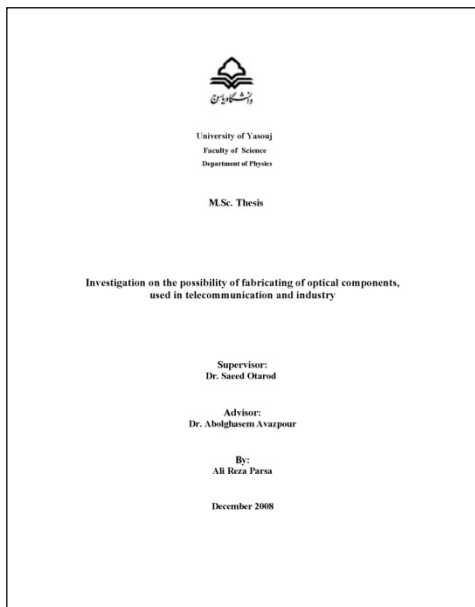 دانشگاه یاسوج
University of Yasouj
Faculty of Science
Department of Physics
M.Sc. Thesis
Investigation on the possibility of fabricating of optical components,
used in telecommunication and industry
Supervisor:
Dr. Saeed Otarod
Advisor:
Dr. Abolghasem Avazpour
By:
Ali Reza Parsa
December 2008